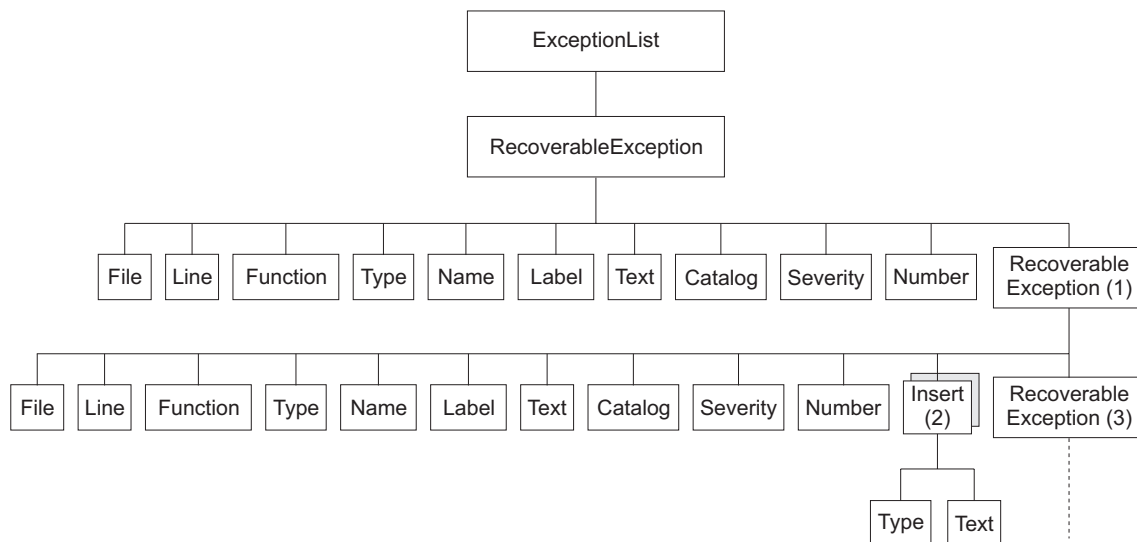 ExceptionList
RecoverableException
File
Line
Function
Type
Name
Label
Text
Catalog
Severity
Number
Recoverable
Exception (1)
File
Line
Function
Type
Name
Label
Text
Catalog
Severity
Number
Insert
(2)
Recoverable
Exception (3)
Type
Text